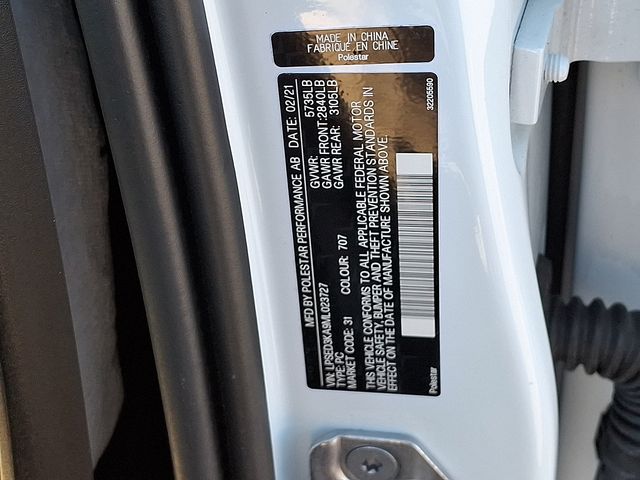 MADE IN CHINA
FABRIQUÉ EN CHINE
Polestar
MFD BY POLESTAR PERFORMANCE AB DATE: 02/21
GVWR: 5735LB
GAWR FRONT: 2840LB
GAWR REAR: 3105LB
VIN: LPSED3KA9ML023727
TYPE: PC
MARKET CODE: 31 COLOUR: 707
THIS VEHICLE CONFORMS TO ALL APPLICABLE FEDERAL MOTOR
VEHICLE SAFETY, BUMPER AND THEFT PREVENTION STANDARDS IN
EFFECT ON THE DATE OF MANUFACTURE SHOWN ABOVE.
Polestar
32205590